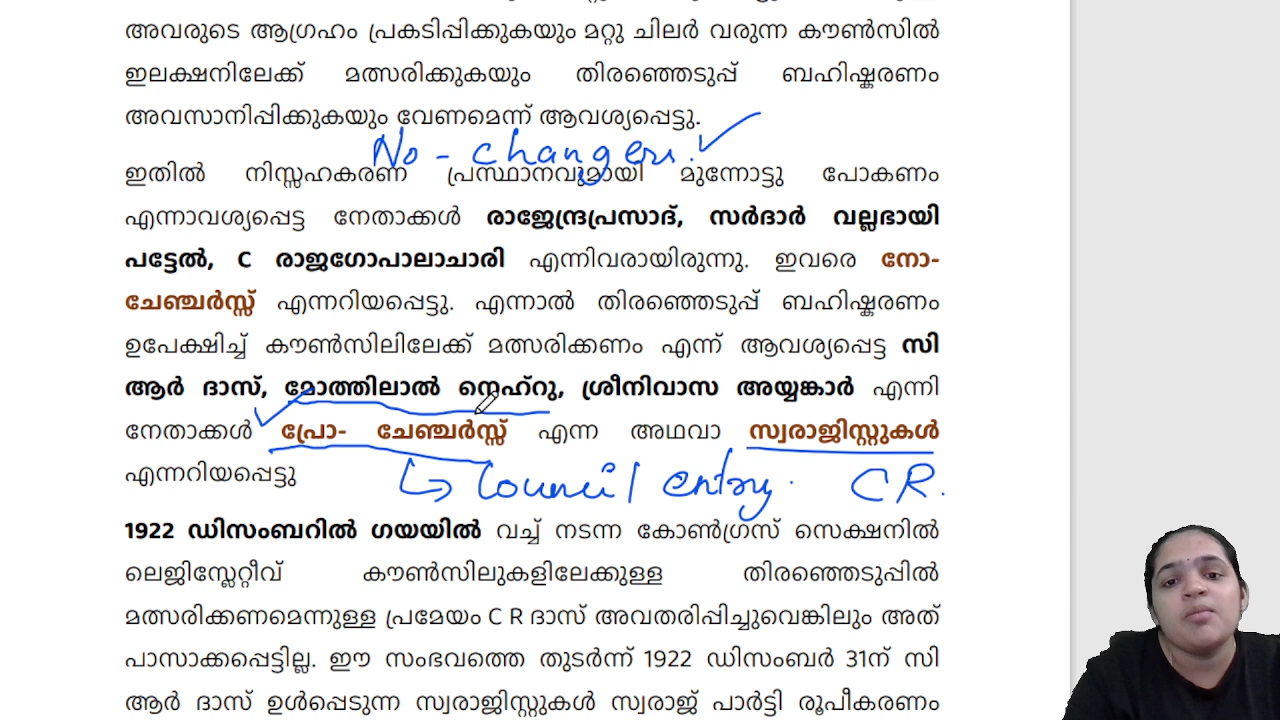 അവരുടെ ആഗ്രഹം പ്രകടിപ്പിക്കുകയും മറ്റു ചിലർ വരുന്ന കൗൺസിൽ
ഇലക്ഷനിലേക്ക് മത്സരിക്കുകയും തിരഞ്ഞെടുപ്പ് ബഹിഷ്കരണം
അവസാനിപ്പിക്കുകയും വേണമെന്ന് ആവശ്യപ്പെട്ടു.
No - changers.
ഇതിൽ നിസ്സഹകരണ പ്രസ്ഥാനവുമായി മുന്നോട്ടു പോകണം
എന്നാവശ്യപ്പെട്ട നേതാക്കൾ രാജേന്ദ്രപ്രസാദ്, സർദാർ വല്ലഭായി
പട്ടേൽ, C രാജഗോപാലാചാരി എന്നിവരായിരുന്നു. ഇവരെ നോ-
ചേഞ്ചർസ്സ് എന്നറിയപ്പെട്ടു. എന്നാൽ തിരഞ്ഞെടുപ്പ് ബഹിഷ്കരണം
ഉപേക്ഷിച്ച് കൗൺസിലിലേക്ക് മത്സരിക്കണം എന്ന് ആവശ്യപ്പെട്ട സി
ആർ ദാസ്, മോത്തിലാൽ നെഹ്റു, ശ്രീനിവാസ അയ്യങ്കാർ എന്നി
നേതാക്കൾ പ്രോ- ചേഞ്ചർസ്സ് എന്ന അഥവാ സ്വരാജിസ്റ്റുകൾ
എന്നറിയപ്പെട്ടു Council entry. CR.
1922 ഡിസംബറിൽ ഗയയിൽ വച്ച് നടന്ന കോൺഗ്രസ് സെക്ഷനിൽ
ലെജിസ്ലേറ്റീവ് കൗൺസിലുകളിലേക്കുള്ള തിരഞ്ഞെടുപ്പിൽ
മത്സരിക്കണമെന്നുള്ള പ്രമേയം C R ദാസ് അവതരിപ്പിച്ചുവെങ്കിലും അത്
പാസാക്കപ്പെട്ടില്ല. ഈ സംഭവത്തെ തുടർന്ന് 1922 ഡിസംബർ 31ന് സി
ആർ ദാസ് ഉൾപ്പെടുന്ന സ്വരാജിസ്റ്റുകൾ സ്വരാജ് പാർട്ടി രൂപീകരണം